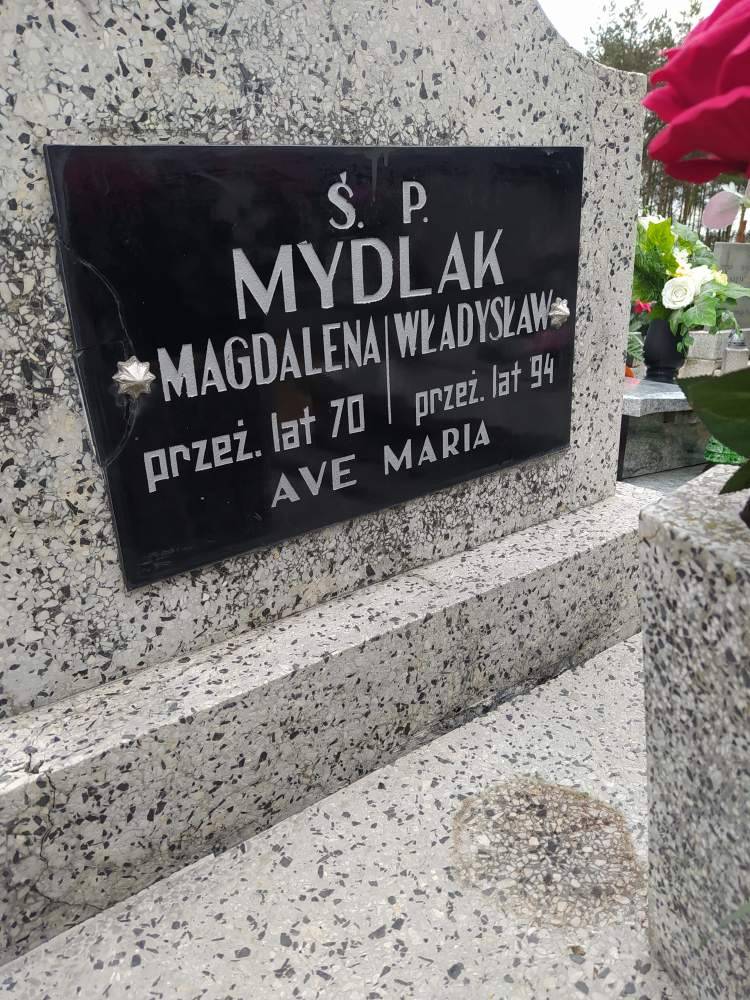 Ś. P.
MYDLAK
MAGDALENA WŁADYSŁAW
przeż. lat 70 przeż. lat 94
AVE MARIA